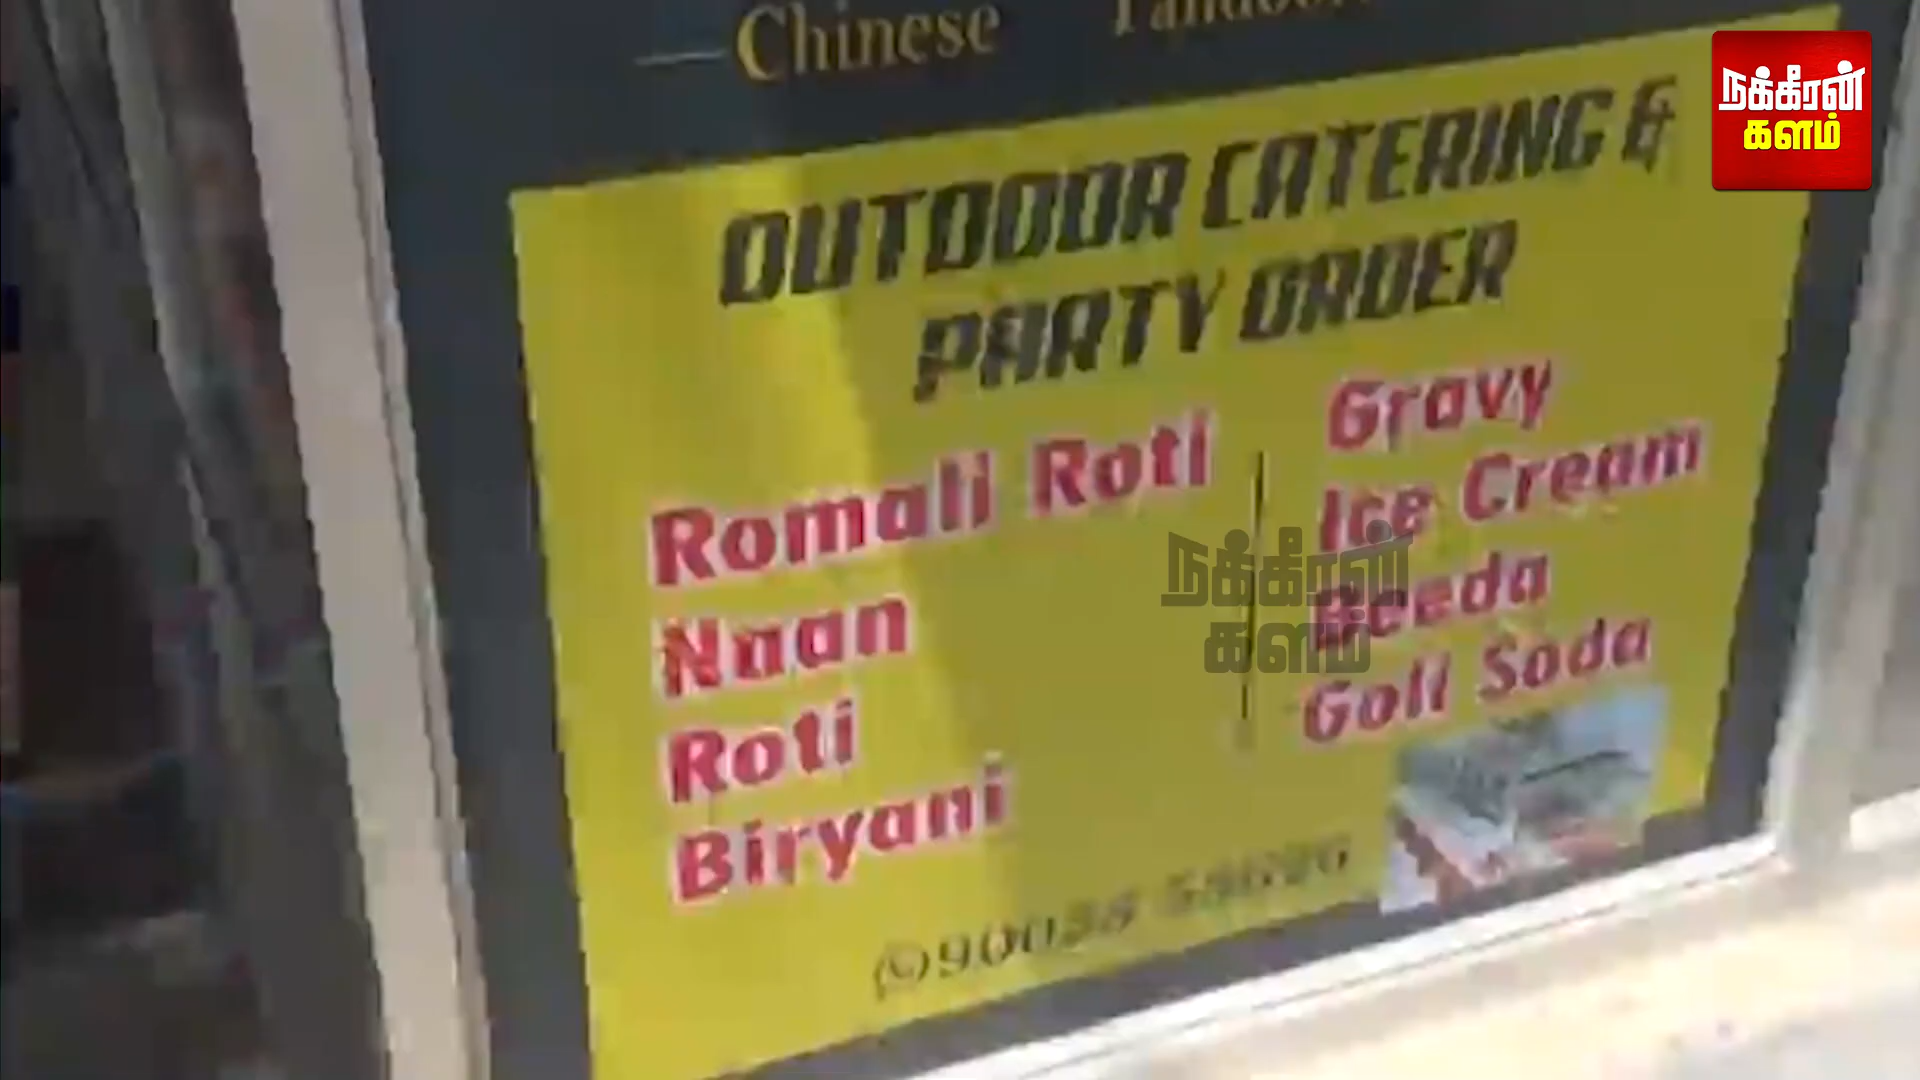 Chinese
நக்கீரன்
களம்
OUTDOOR CATERING &
PARTY ORDER
Romali Roti
Naan
Roti
Biryani
Gravy
Ice Cream
Beeda
Goli Soda
நக்கீரன்
களம்